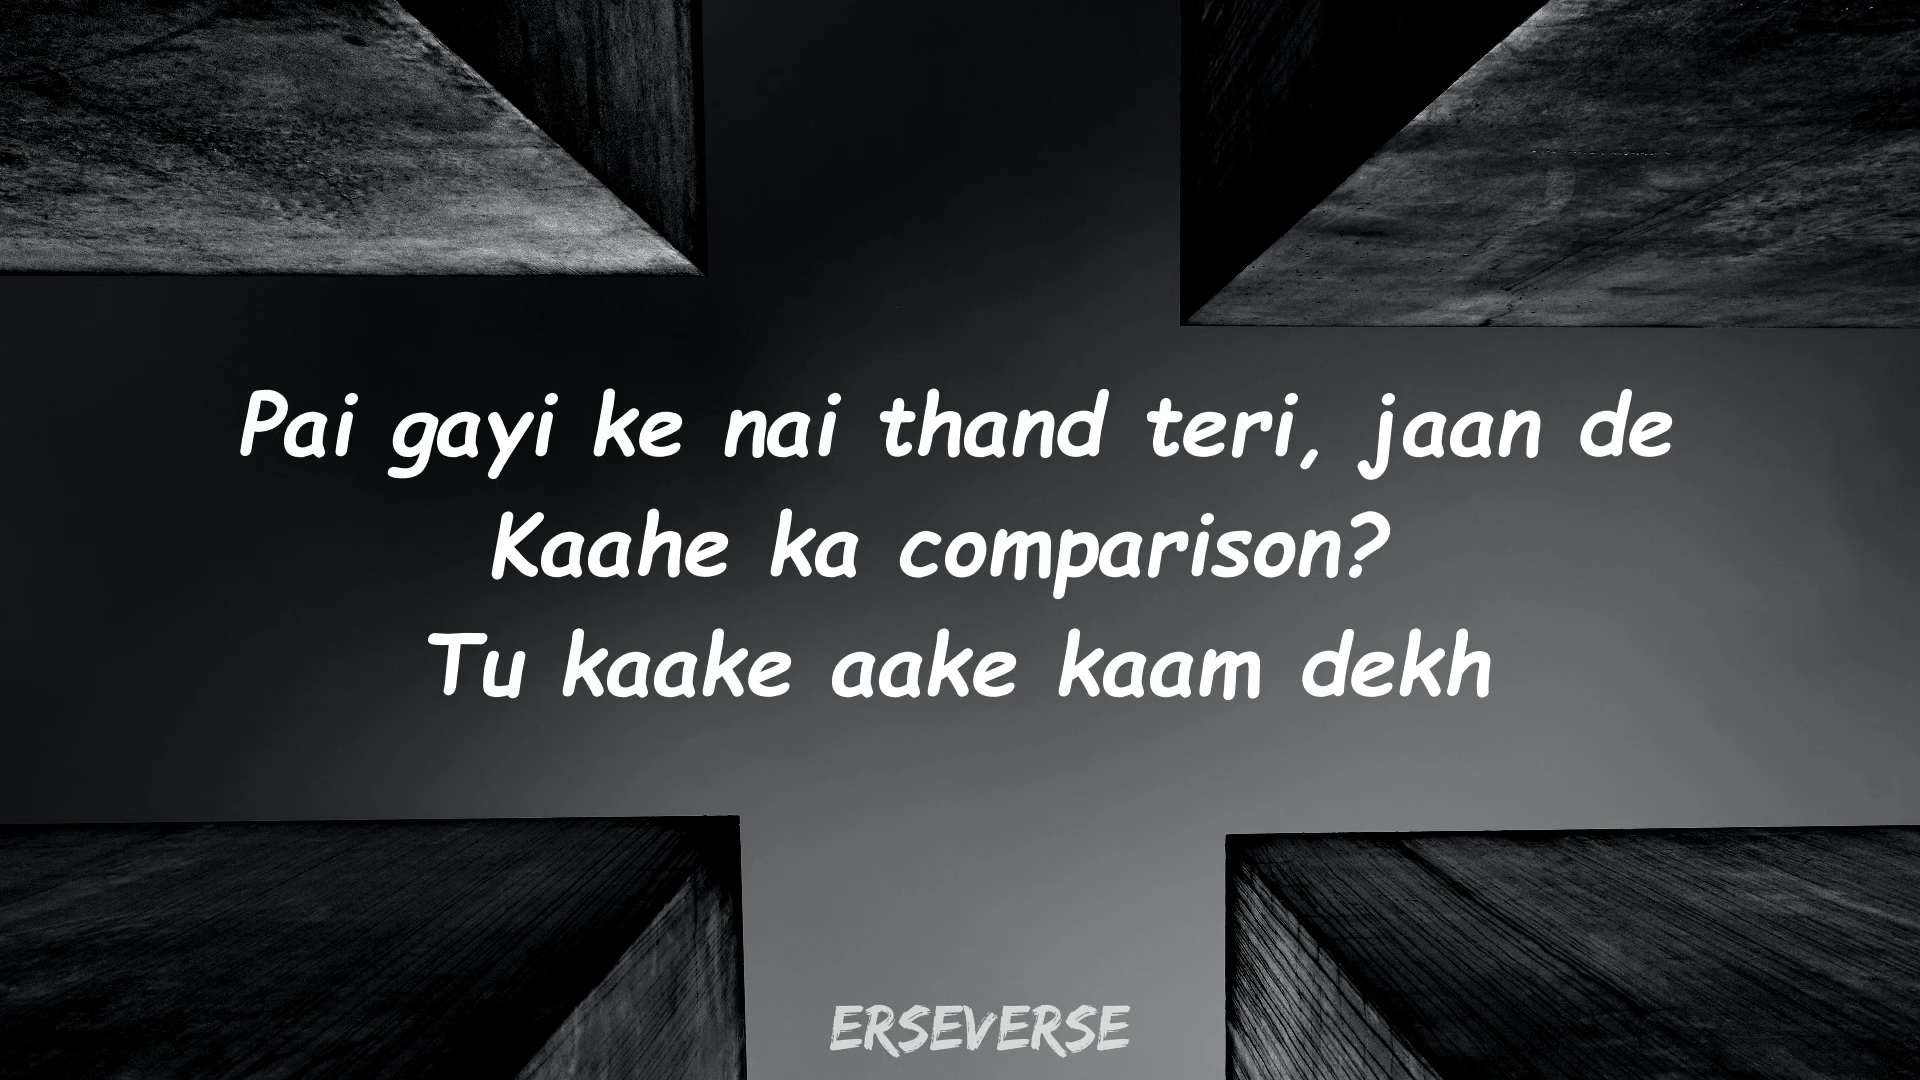 Pai gayi ke nai thand teri, jaan de
Kaahe ka comparison?
Tu kaake aake kaam dekh
ERSEVERSE